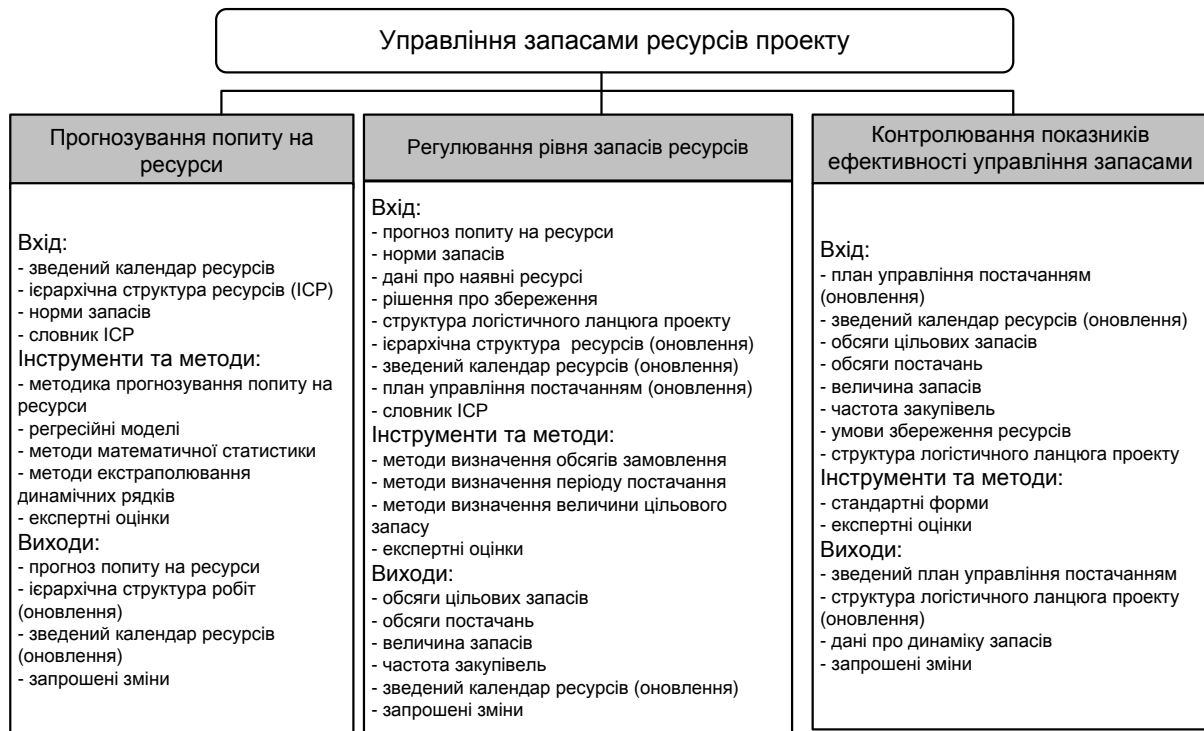 Управління запасами ресурсів проекту
Прогнозування попиту на
ресурси
Вхід:
- зведений календар ресурсів
- ієрархічна структура ресурсів (ІСР)
- норми запасів
- словник ІСР
Інструменти та методи:
- методика прогнозування попиту на
ресурси
- регресійні моделі
- методи математичної статистики
- методи екстраполювання
динамічних рядків
- експертні оцінки
Виходи:
- прогноз попиту на ресурси
- ієрархічна структура робіт
(оновлення)
- зведений календар ресурсів
(оновлення)
- запрошені зміни
Регулювання рівня запасів ресурсів
Вхід:
- прогноз попиту на ресурси
- норми запасів
- дані про наявні ресурсі
- рішення про збереження
- структура логістичного ланцюга проекту
- ієрархічна структура  ресурсів (оновлення)
- зведений календар ресурсів (оновлення)
- план управління постачанням (оновлення)
- словник ІСР
Інструменти та методи:
- методи визначення обсягів замовлення
- методи визначення періоду постачання
- методи визначення величини цільового
запасу
- експертні оцінки
Виходи:
- обсяги цільових запасів
- обсяги постачань
- величина запасів
- частота закупівель
- зведений календар ресурсів (оновлення)
- запрошені зміни
Контролювання показників
ефективності управління запасами
Вхід:
- план управління постачанням
(оновлення)
- зведений календар ресурсів (оновлення)
- обсяги цільових запасів
- обсяги постачань
- величина запасів
- частота закупівель
- умови збереження ресурсів
- структура логістичного ланцюга проекту
Інструменти та методи:
- стандартні форми
- експертні оцінки
Виходи:
- зведений план управління постачанням
- структура логістичного ланцюга проекту
(оновлення)
- дані про динаміку запасів
- запрошені зміни